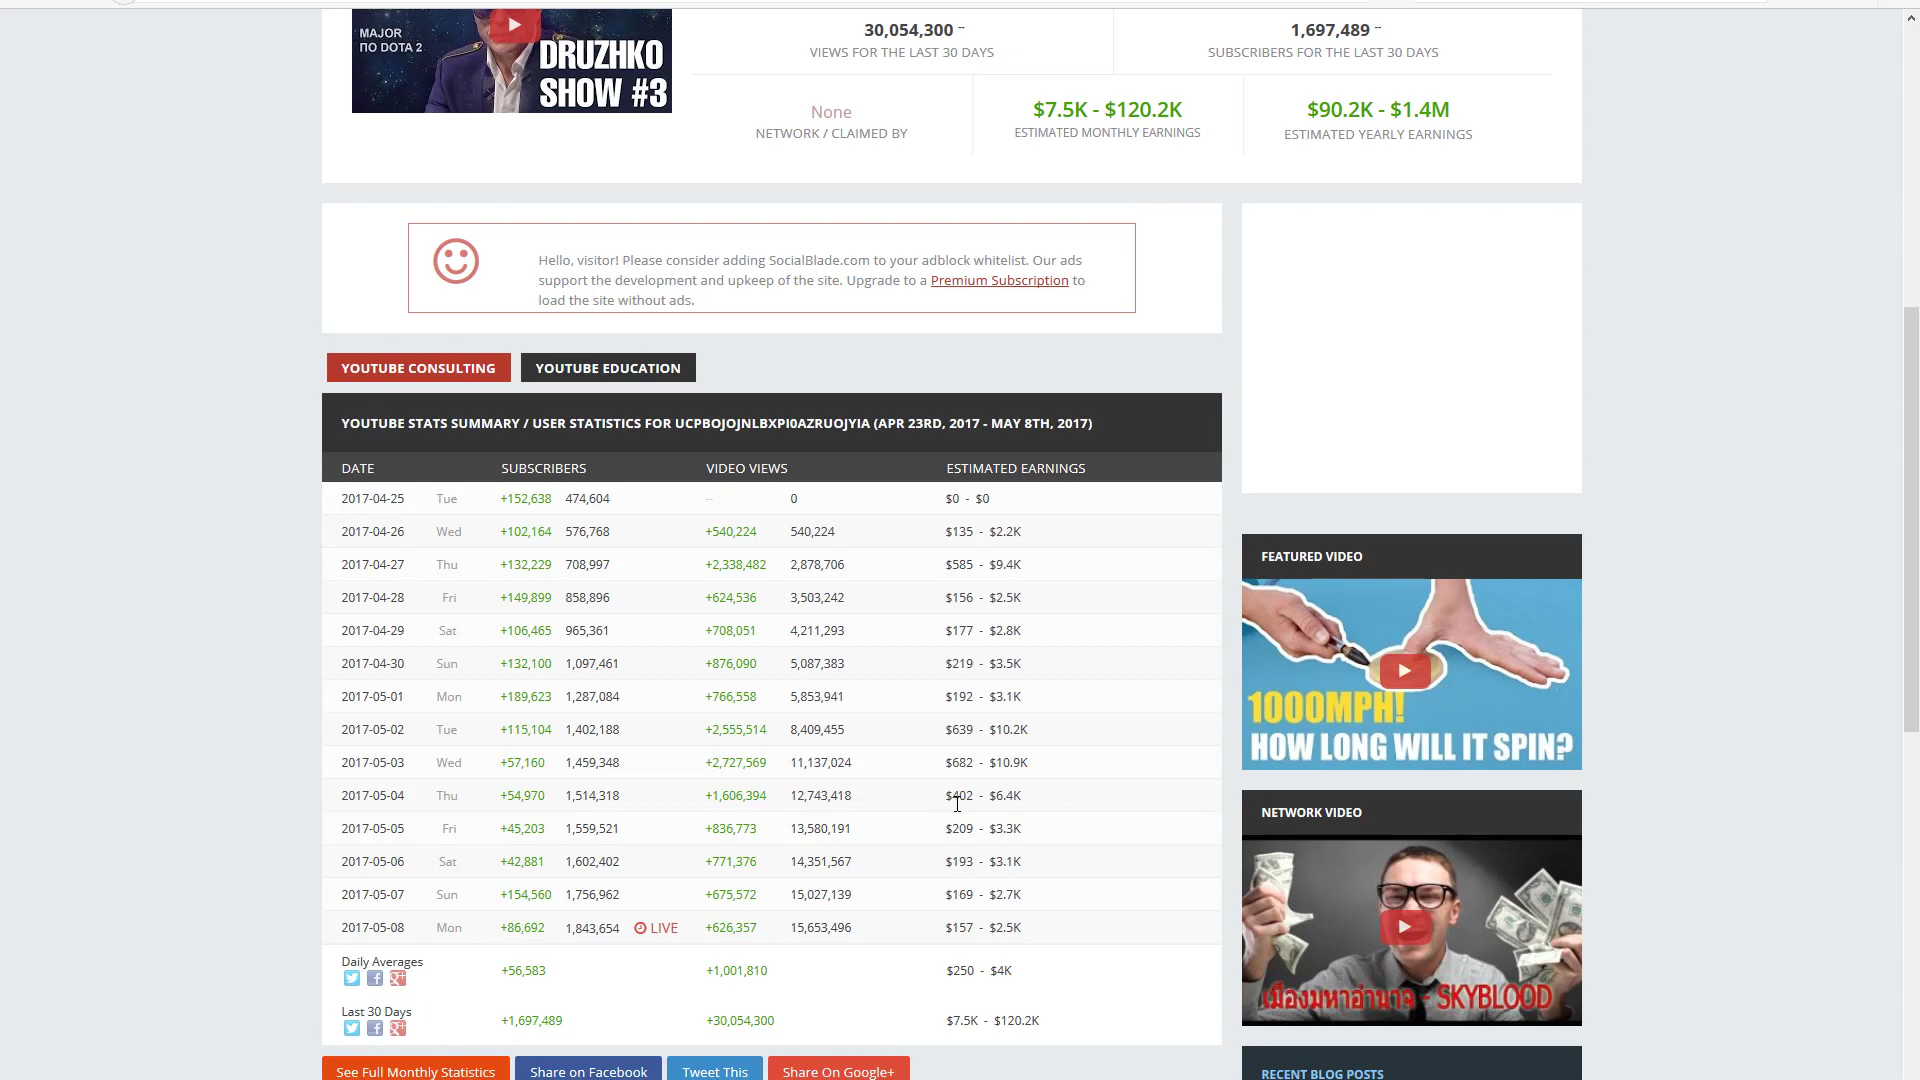 MAJOR
ПО DOTA 2
DRUZHKO
SHOW #3
30,054,300 --
VIEWS FOR THE LAST 30 DAYS
1,697,489 --
SUBSCRIBERS FOR THE LAST 30 DAYS
None
NETWORK / CLAIMED BY
$7.5K - $120.2K
ESTIMATED MONTHLY EARNINGS
$90.2K - $1.4M
ESTIMATED YEARLY EARNINGS
Hello, visitor! Please consider adding SocialBlade.com to your adblock whitelist. Our ads
support the development and upkeep of the site. Upgrade to a Premium Subscription to
load the site without ads.
YOUTUBE CONSULTING YOUTUBE EDUCATION
YOUTUBE STATS SUMMARY / USER STATISTICS FOR UCPBOJOJNLBXPI0AZRUOJYIA (APR 23RD, 2017 - MAY 8TH, 2017)
DATE SUBSCRIBERS VIDEO VIEWS ESTIMATED EARNINGS
2017-04-25 Tue +152,638 474,604 -- 0 $0 - $0
2017-04-26 Wed +102,164 576,768 +540,224 540,224 $135 - $2.2K
2017-04-27 Thu +132,229 708,997 +2,338,482 2,878,706 $585 - $9.4K
2017-04-28 Fri +149,899 858,896 +624,536 3,503,242 $156 - $2.5K
2017-04-29 Sat +106,465 965,361 +708,051 4,211,293 $177 - $2.8K
2017-04-30 Sun +132,100 1,097,461 +876,090 5,087,383 $219 - $3.5K
2017-05-01 Mon +189,623 1,287,084 +766,558 5,853,941 $192 - $3.1K
2017-05-02 Tue +115,104 1,402,188 +2,555,514 8,409,455 $639 - $10.2K
2017-05-03 Wed +57,160 1,459,348 +2,727,569 11,137,024 $682 - $10.9K
2017-05-04 Thu +54,970 1,514,318 +1,606,394 12,743,418 $402 - $6.4K
2017-05-05 Fri +45,203 1,559,521 +836,773 13,580,191 $209 - $3.3K
2017-05-06 Sat +42,881 1,602,402 +771,376 14,351,567 $193 - $3.1K
2017-05-07 Sun +154,560 1,756,962 +675,572 15,027,139 $169 - $2.7K
2017-05-08 Mon +86,692 1,843,654 LIVE +626,357 15,653,496 $157 - $2.5K
Daily Averages +56,583 +1,001,810 $250 - $4K
Last 30 Days +1,697,489 +30,054,300 $7.5K - $120.2K
See Full Monthly Statistics Share on Facebook Tweet This Share On Google+
FEATURED VIDEO
1000MPH!
HOW LONG WILL IT SPIN?
NETWORK VIDEO
เมืองมหาอำนาจ - SKYBLOOD
RECENT BLOG POSTS